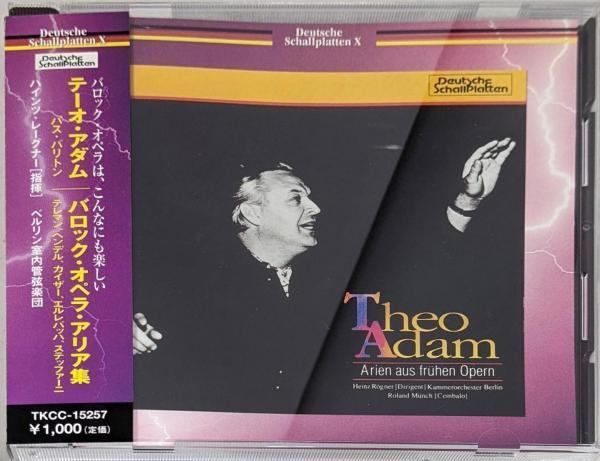 Deutsche
Schallplatten X
Deutsche
Schallplatten
バロック・オペラは、こんなにも楽しい
テーオ・アダム
バス・バリトン
バロック・オペラ・アリア集
テレマン、ヘンデル、カイザー、エルレバッハ、ステッファーニ
ハインツ・レーグナー[指揮] ベルリン室内管弦楽団
TKCC-15257
¥1,000(定価)
Deutsche
Schallplatten X
Deutsche
Schallplatten
Theo
Adam
Arien aus frühen Opern
Heinz Rögner [Dirigent] Kammerorchester Berlin
Roland Münch [Cembalo]